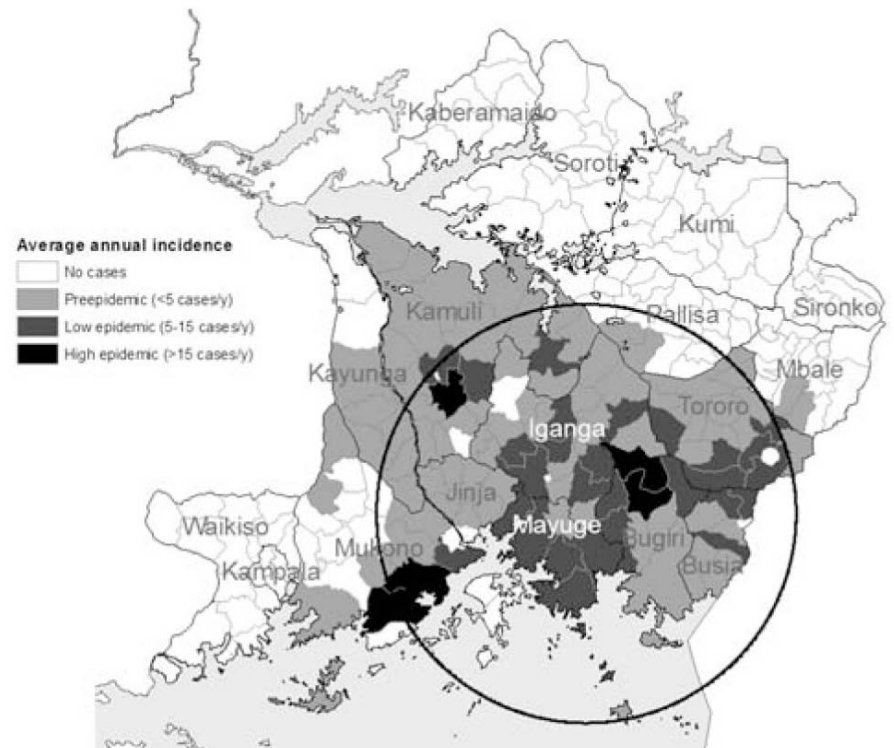 Kaberamaido
Soroti
Kumi
Average annual incidence
No cases
Preepidemic (<5 cases/y)
Low epidemic (5-15 cases/y)
High epidemic (>15 cases/y)
Kamuli
Pallisa
Sironko
Mbale
Kayunga
Tororo
Iganga
Jinja
Mayuge
Waikiso
Mukono
Bugiri
Kampala
Busia